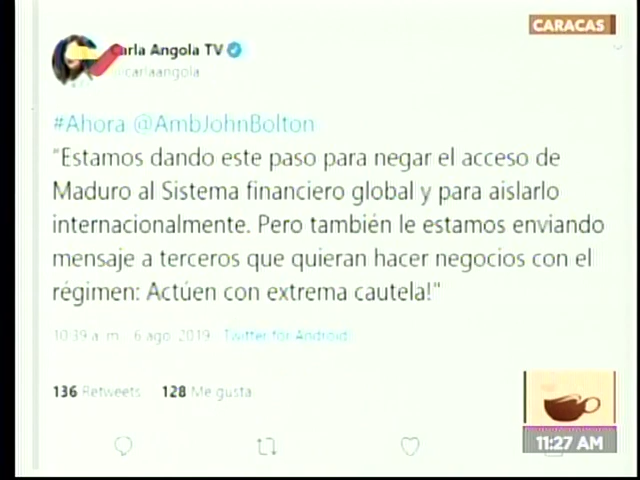 CARACAS
Carla Angola TV
@carlaangola
#Ahora @AmbJohnBolton
"Estamos dando este paso para negar el acceso de
Maduro al Sistema financiero global y para aislarlo
internacionalmente. Pero también le estamos enviando
mensaje a terceros que quieran hacer negocios con el
régimen: Actúen con extrema cautela!"
10:39 a. m. · 6 ago. 2019 · Twitter for Android
136 Retweets 128 Me gusta
11:27 AM